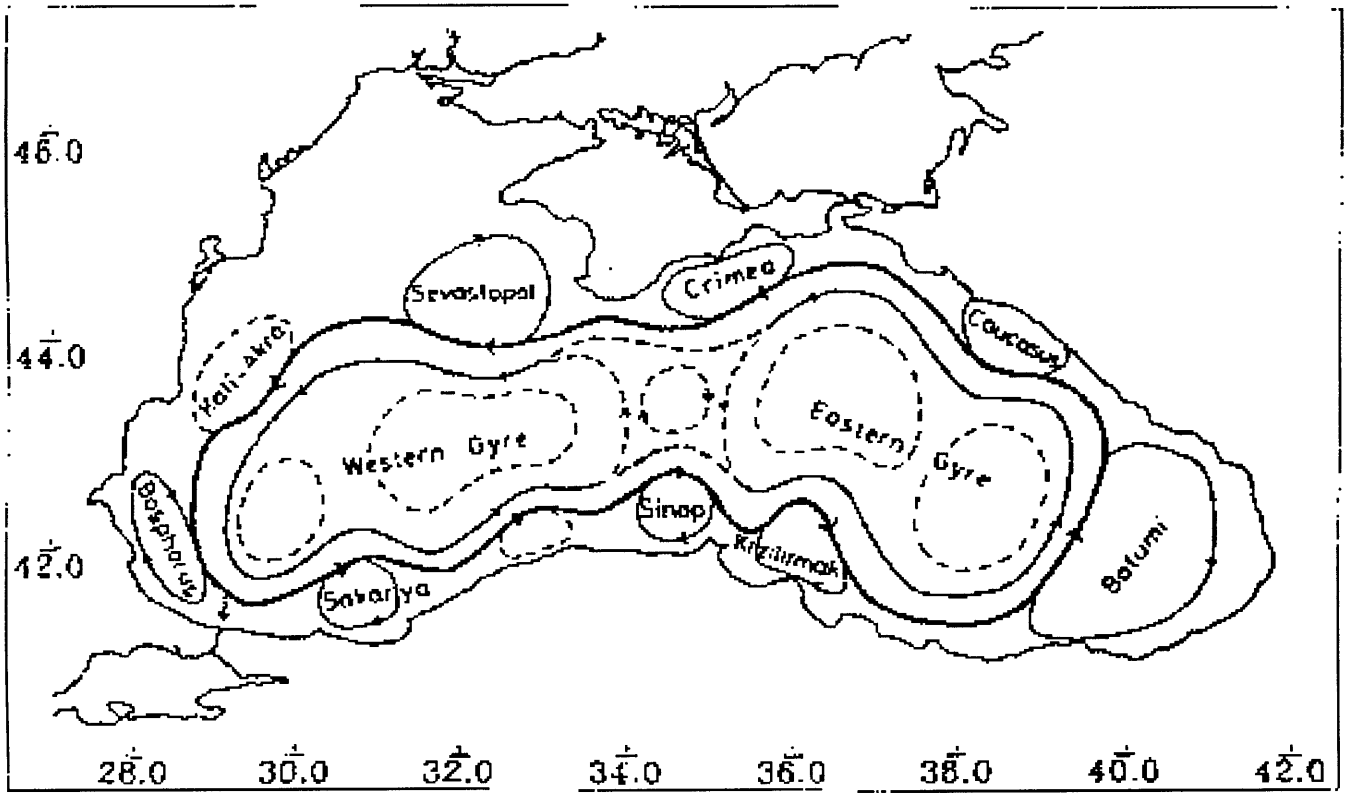 46.0
Sevastopal
Crimea
Caucasus
44.0
Kali-Akra
Eastern
Western Gyre
Gyre
Bosphorus
Sinop
Kizilirmak
42.0
Batumi
Sakarya
28.0 30.0 32.0 34.0 36.0 38.0 40.0 42.0